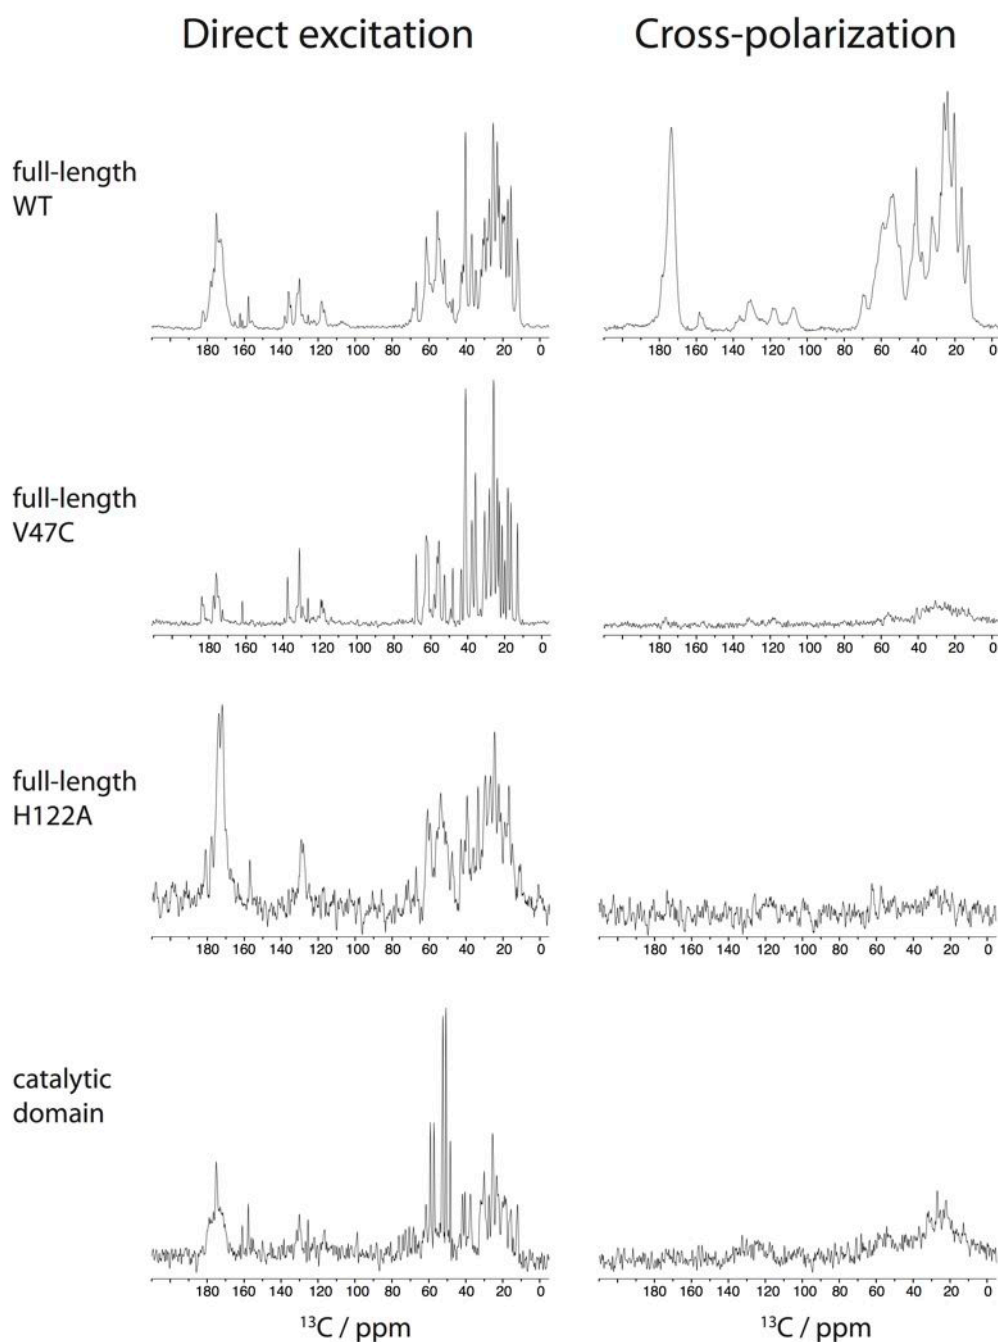 Direct excitation Cross-polarization
full-length
WT
180 160 140 120 100 80 60 40 20 0 180 160 140 120 100 80 60 40 20 0
full-length
V47C
180 160 140 120 100 80 60 40 20 0 180 160 140 120 100 80 60 40 20 0
full-length
H122A
180 160 140 120 100 80 60 40 20 0 180 160 140 120 100 80 60 40 20 0
catalytic
domain
180 160 140 120 100 80 60 40 20 0 180 160 140 120 100 80 60 40 20 0
¹³C / ppm ¹³C / ppm